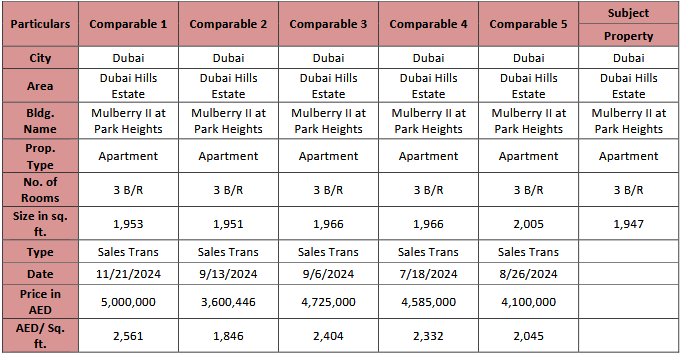 Particulars Comparable 1 Comparable 2 Comparable 3 Comparable 4 Comparable 5 Subject
Property
City Dubai Dubai Dubai Dubai Dubai Dubai
Area Dubai Hills Dubai Hills Dubai Hills Dubai Hills Dubai Hills Dubai Hills
Estate Estate Estate Estate Estate Estate
Bldg. Mulberry II at Mulberry II at Mulberry II at Mulberry II at Mulberry II at Mulberry II at
Name Park Heights Park Heights Park Heights Park Heights Park Heights Park Heights
Prop.
Type Apartment Apartment Apartment Apartment Apartment Apartment
No. of
Rooms 3 B/R 3 B/R 3 B/R 3 B/R 3 B/R 3 B/R
Size in sq.
ft. 1,953 1,951 1,966 1,966 2,005 1,947
Type Sales Trans Sales Trans Sales Trans Sales Trans Sales Trans
Date 11/21/2024 9/13/2024 9/6/2024 7/18/2024 8/26/2024
Price in
AED 5,000,000 3,600,446 4,725,000 4,585,000 4,100,000
AED/ Sq.
ft. 2,561 1,846 2,404 2,332 2,045